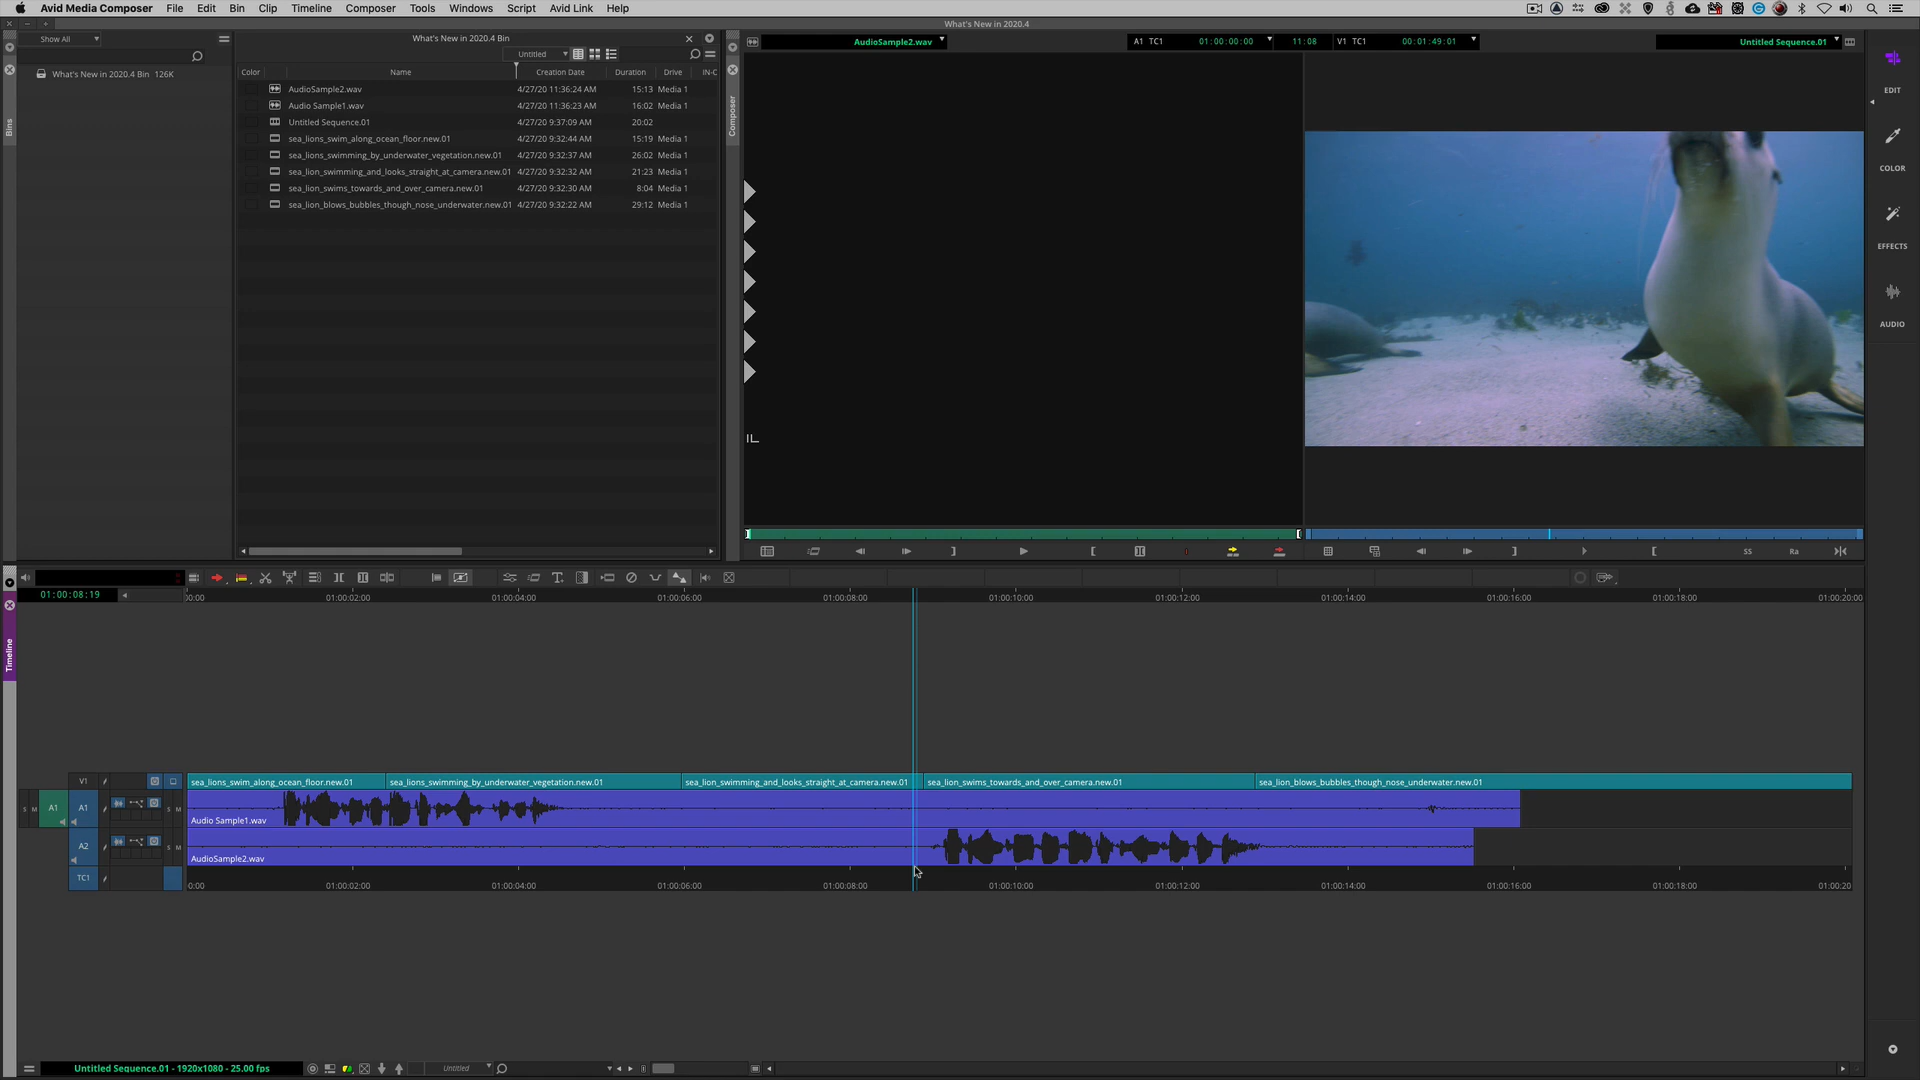 Avid Media Composer File Edit Bin Clip Timeline Composer Tools Windows Script Avid Link Help
What's New in 2020.4
Show All
What's New in 2020.4 Bin 126K
Bins
What's New in 2020.4 Bin
Untitled
Color Name Creation Date Duration Drive IN-C
AudioSample2.wav 4/27/20 11:36:24 AM 15:13 Media 1
Audio Sample1.wav 4/27/20 11:36:23 AM 16:02 Media 1
Untitled Sequence.01 4/27/20 9:37:09 AM 20:02
sea_lions_swim_along_ocean_floor.new.01 4/27/20 9:32:44 AM 15:19 Media 1
sea_lions_swimming_by_underwater_vegetation.new.01 4/27/20 9:32:37 AM 26:02 Media 1
sea_lion_swimming_and_looks_straight_at_camera.new.01 4/27/20 9:32:32 AM 21:23 Media 1
sea_lion_swims_towards_and_over_camera.new.01 4/27/20 9:32:30 AM 8:04 Media 1
sea_lion_blows_bubbles_though_nose_underwater.new.01 4/27/20 9:32:22 AM 29:12 Media 1
Composer
AudioSample2.wav A1 TC1 01:00:00:00 11:08 V1 TC1 00:01:49:01 Untitled Sequence.01
EDIT
COLOR
EFFECTS
AUDIO
SS Ra
Timeline
01:00:08:19
00:00 01:00:02:00 01:00:04:00 01:00:06:00 01:00:08:00 01:00:10:00 01:00:12:00 01:00:14:00 01:00:16:00 01:00:18:00 01:00:20:00
V1 sea_lions_swim_along_ocean_floor.new.01 sea_lions_swimming_by_underwater_vegetation.new.01 sea_lion_swimming_and_looks_straight_at_camera.new.01 sea_lion_swims_towards_and_over_camera.new.01 sea_lion_blows_bubbles_though_nose_underwater.new.01
S M A1 A1 S M
Audio Sample1.wav
A2 S M
AudioSample2.wav
TC1
0:00 01:00:02:00 01:00:04:00 01:00:06:00 01:00:08:00 01:00:10:00 01:00:12:00 01:00:14:00 01:00:16:00 01:00:18:00 01:00:20
Untitled Sequence.01 - 1920x1080 - 25.00 fps Untitled